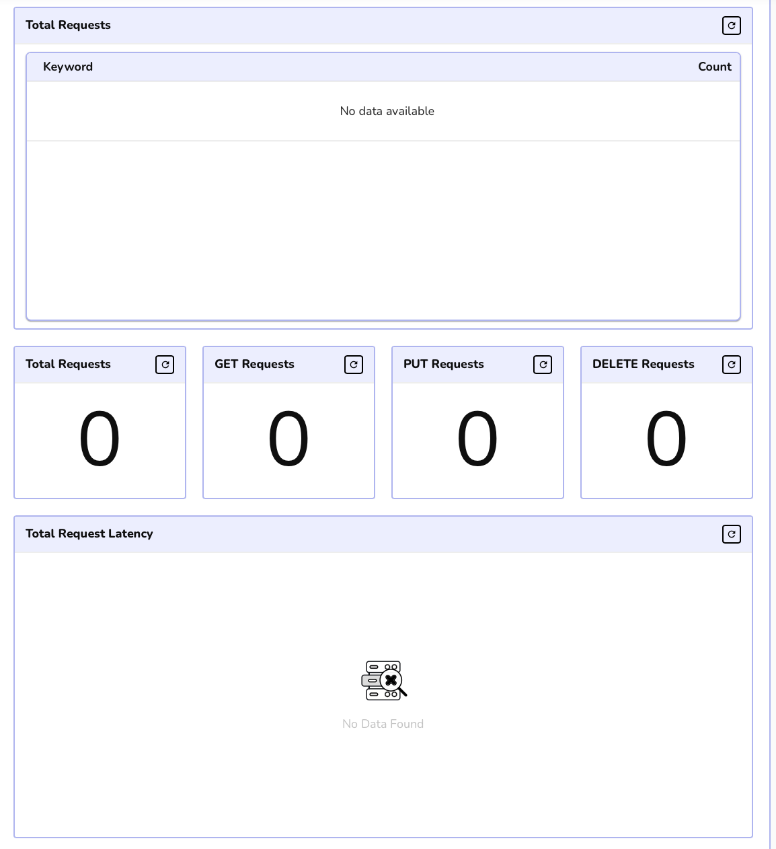 Total Requests
Keyword Count
No data available
Total Requests GET Requests PUT Requests DELETE Requests
0 0 0 0
Total Request Latency
No Data Found